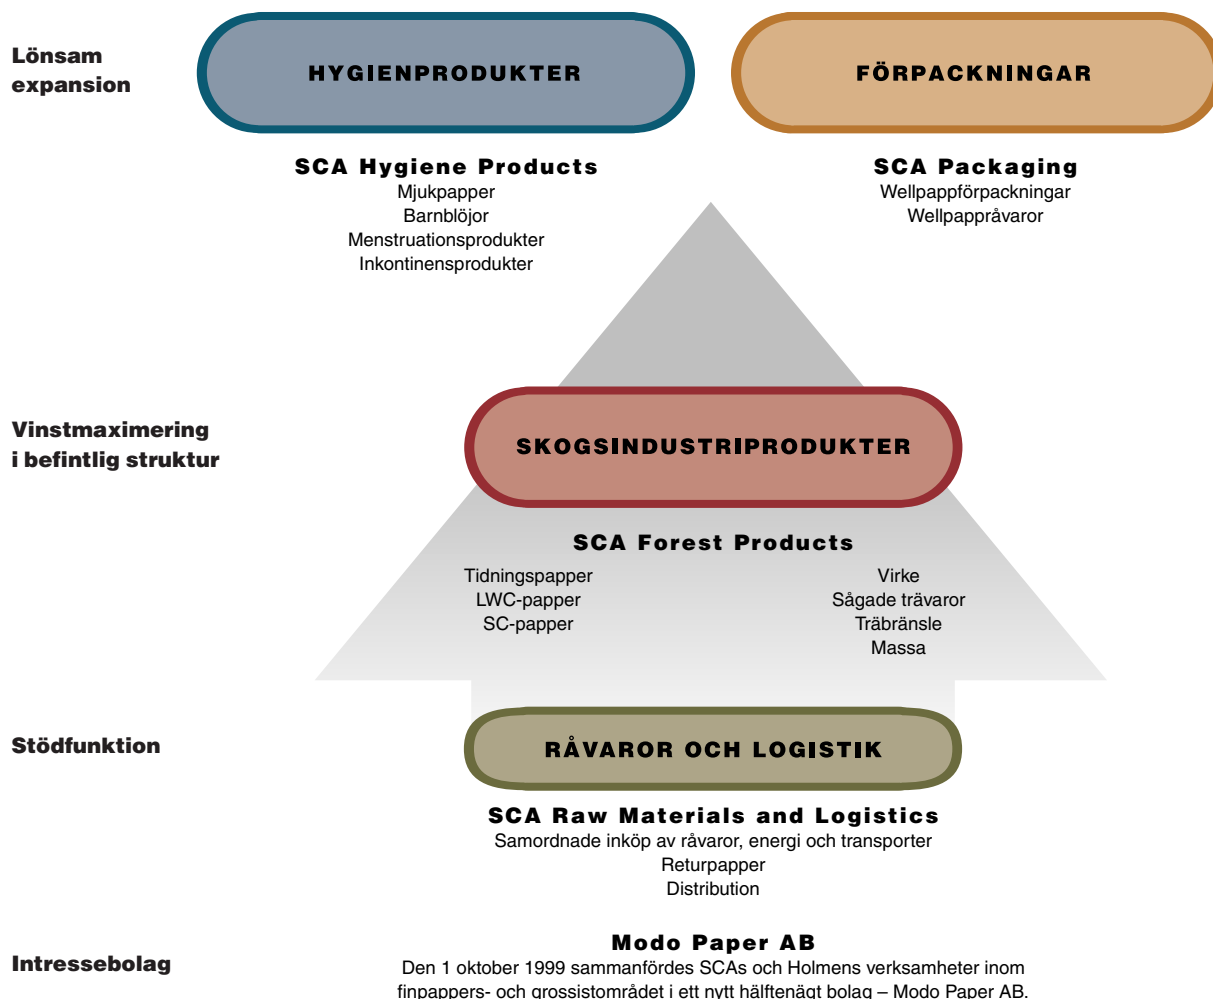 Lönsam
expansion
HYGIENPRODUKTER
FÖRPACKNINGAR
SCA Hygiene Products
Mjukpapper
Barnblöjor
Menstruationsprodukter
Inkontinensprodukter
SCA Packaging
Wellpappförpackningar
Wellpappråvaror
Vinstmaximering
i befintlig struktur
SKOGSINDUSTRIPRODUKTER
SCA Forest Products
Tidningspapper
LWC-papper
SC-papper
Virke
Sågade trävaror
Träbränsle
Massa
Stödfunktion
RÅVAROR OCH LOGISTIK
SCA Raw Materials and Logistics
Samordnade inköp av råvaror, energi och transporter
Returpapper
Distribution
Intressebolag
Modo Paper AB
Den 1 oktober 1999 sammanfördes SCAs och Holmens verksamheter inom
finpappers- och grossistområdet i ett nytt hälftenägt bolag – Modo Paper AB.